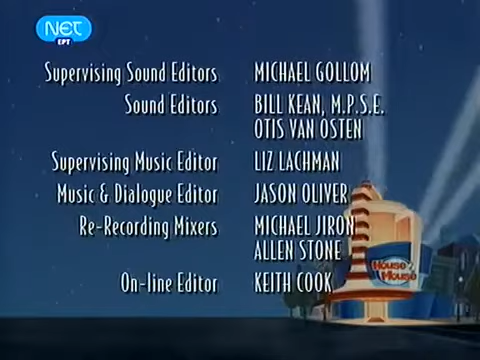 NET
EPT
Supervising Sound Editors MICHAEL GOLLOM
Sound Editors BILL KEAN, M.P.S.E.
OTIS VAN OSTEN
Supervising Music Editor LIZ LACHMAN
Music & Dialogue Editor JASON OLIVER
Re-Recording Mixers MICHAEL JIRON
ALLEN STONE
On-line Editor KEITH COOK
House of
Mouse